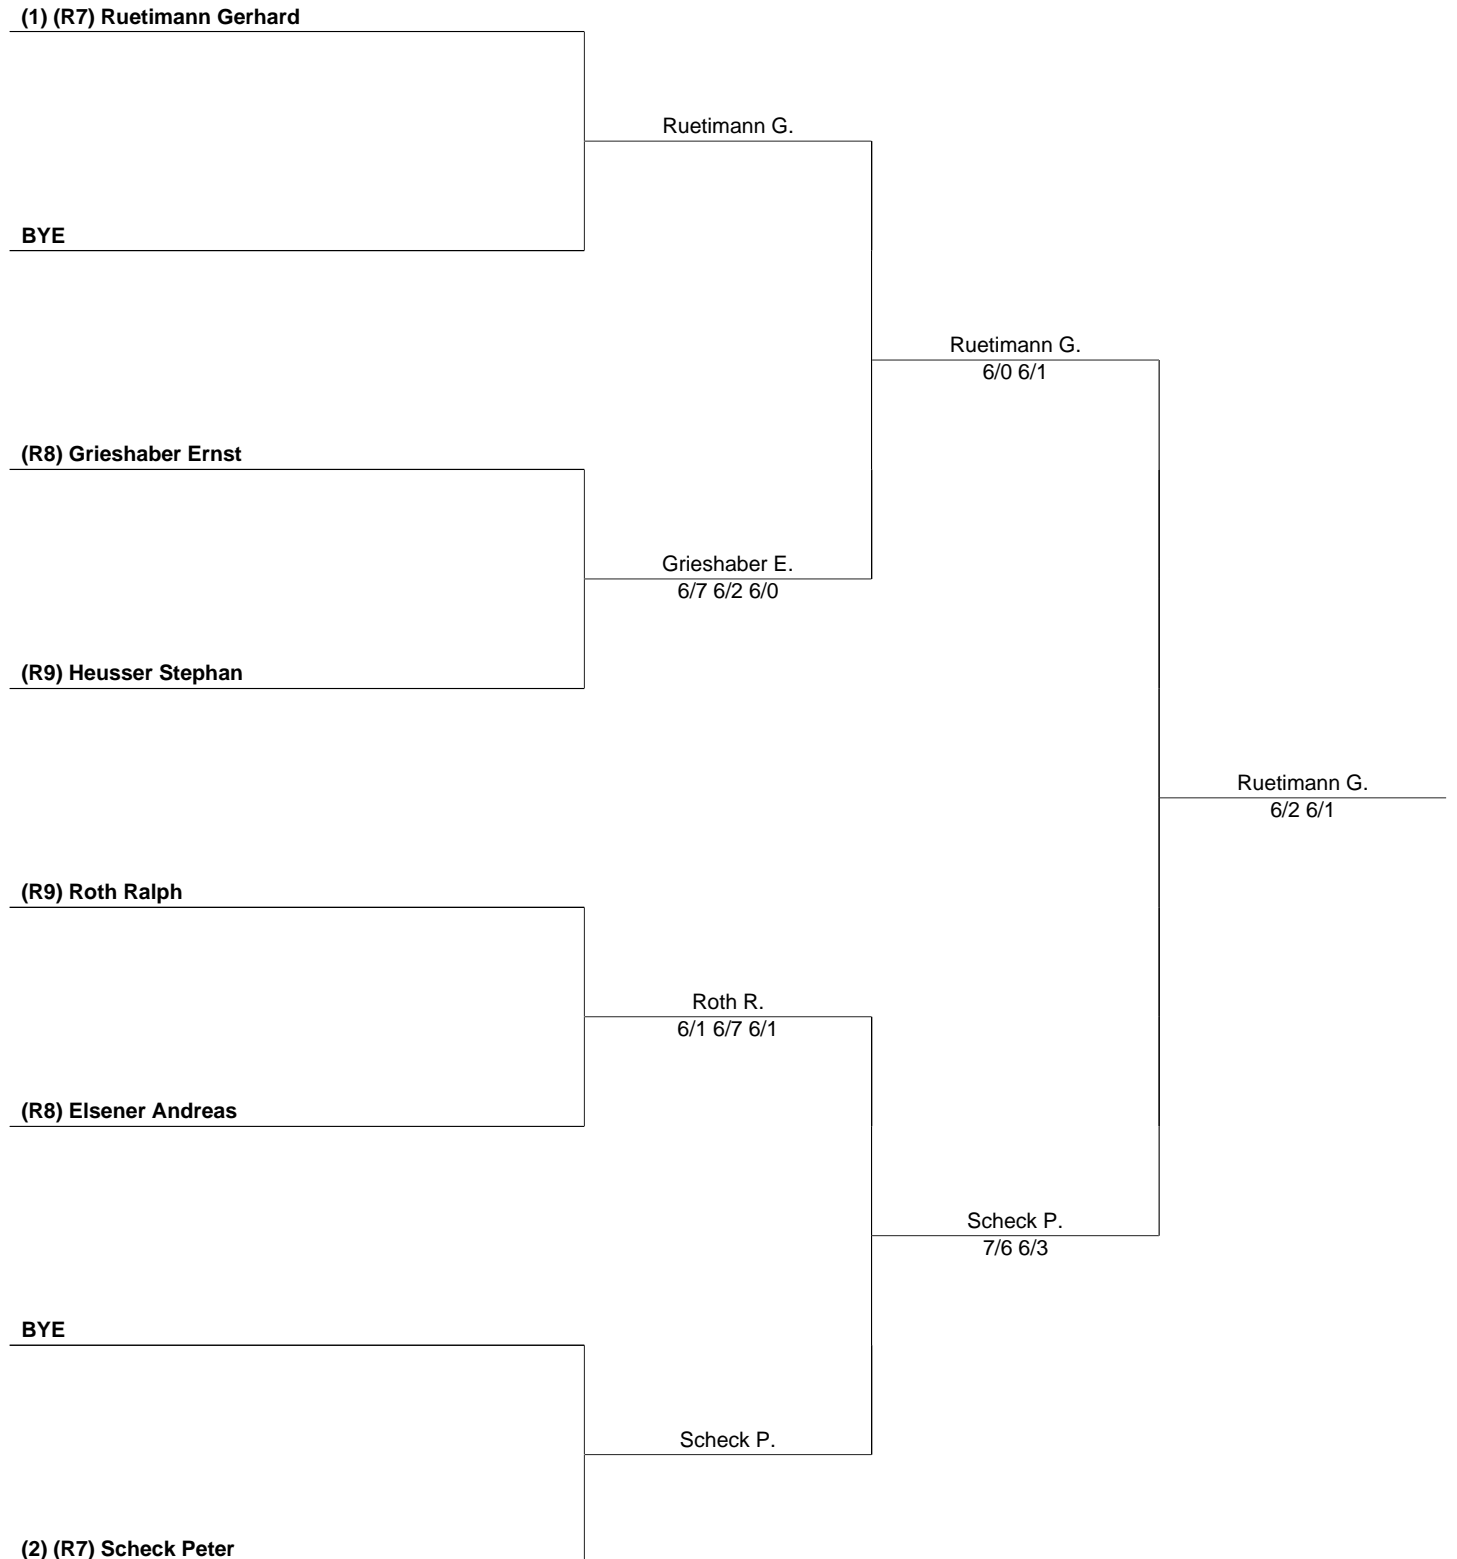 (1) (R7) Ruetimann Gerhard
Ruetimann G.
BYE
Ruetimann G.
6/0 6/1
(R8) Grieshaber Ernst
Grieshaber E.
6/7 6/2 6/0
(R9) Heusser Stephan
Ruetimann G.
6/2 6/1
(R9) Roth Ralph
Roth R.
6/1 6/7 6/1
(R8) Elsener Andreas
Scheck P.
7/6 6/3
BYE
Scheck P.
(2) (R7) Scheck Peter